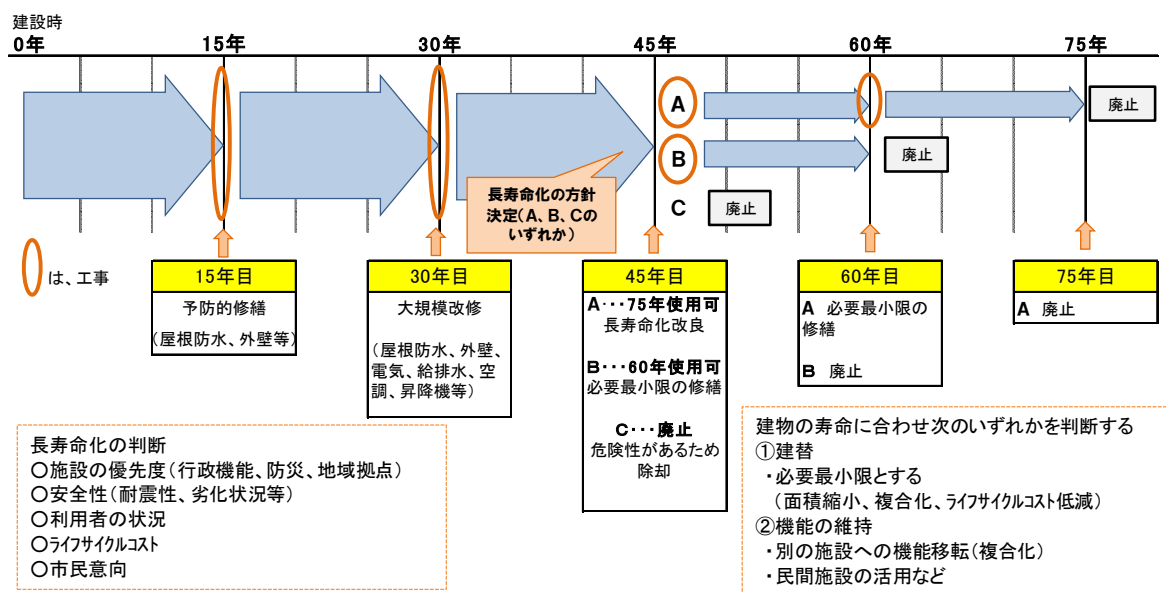 建設時
0年
15年
30年
45年
60年
75年
A
廃止
B
廃止
長寿命化の方針
決定(A、B、Cの
いずれか)
C
廃止
は、工事
15年目
予防的修繕
(屋根防水、外壁等)
30年目
大規模改修
(屋根防水、外壁、
電気、給排水、空
調、昇降機等)
45年目
A･･･75年使用可
長寿命化改良
B･･･60年使用可
必要最小限の修繕
C･･･廃止
危険性があるため
除却
60年目
A 必要最小限の
修繕
B 廃止
75年目
A 廃止
長寿命化の判断
○施設の優先度(行政機能、防災、地域拠点)
○安全性(耐震性、劣化状況等)
○利用者の状況
○ライフサイクルコスト
○市民意向
建物の寿命に合わせ次のいずれかを判断する
①建替
・必要最小限とする
(面積縮小、複合化、ライフサイクルコスト低減)
②機能の維持
・別の施設への機能移転(複合化)
・民間施設の活用など